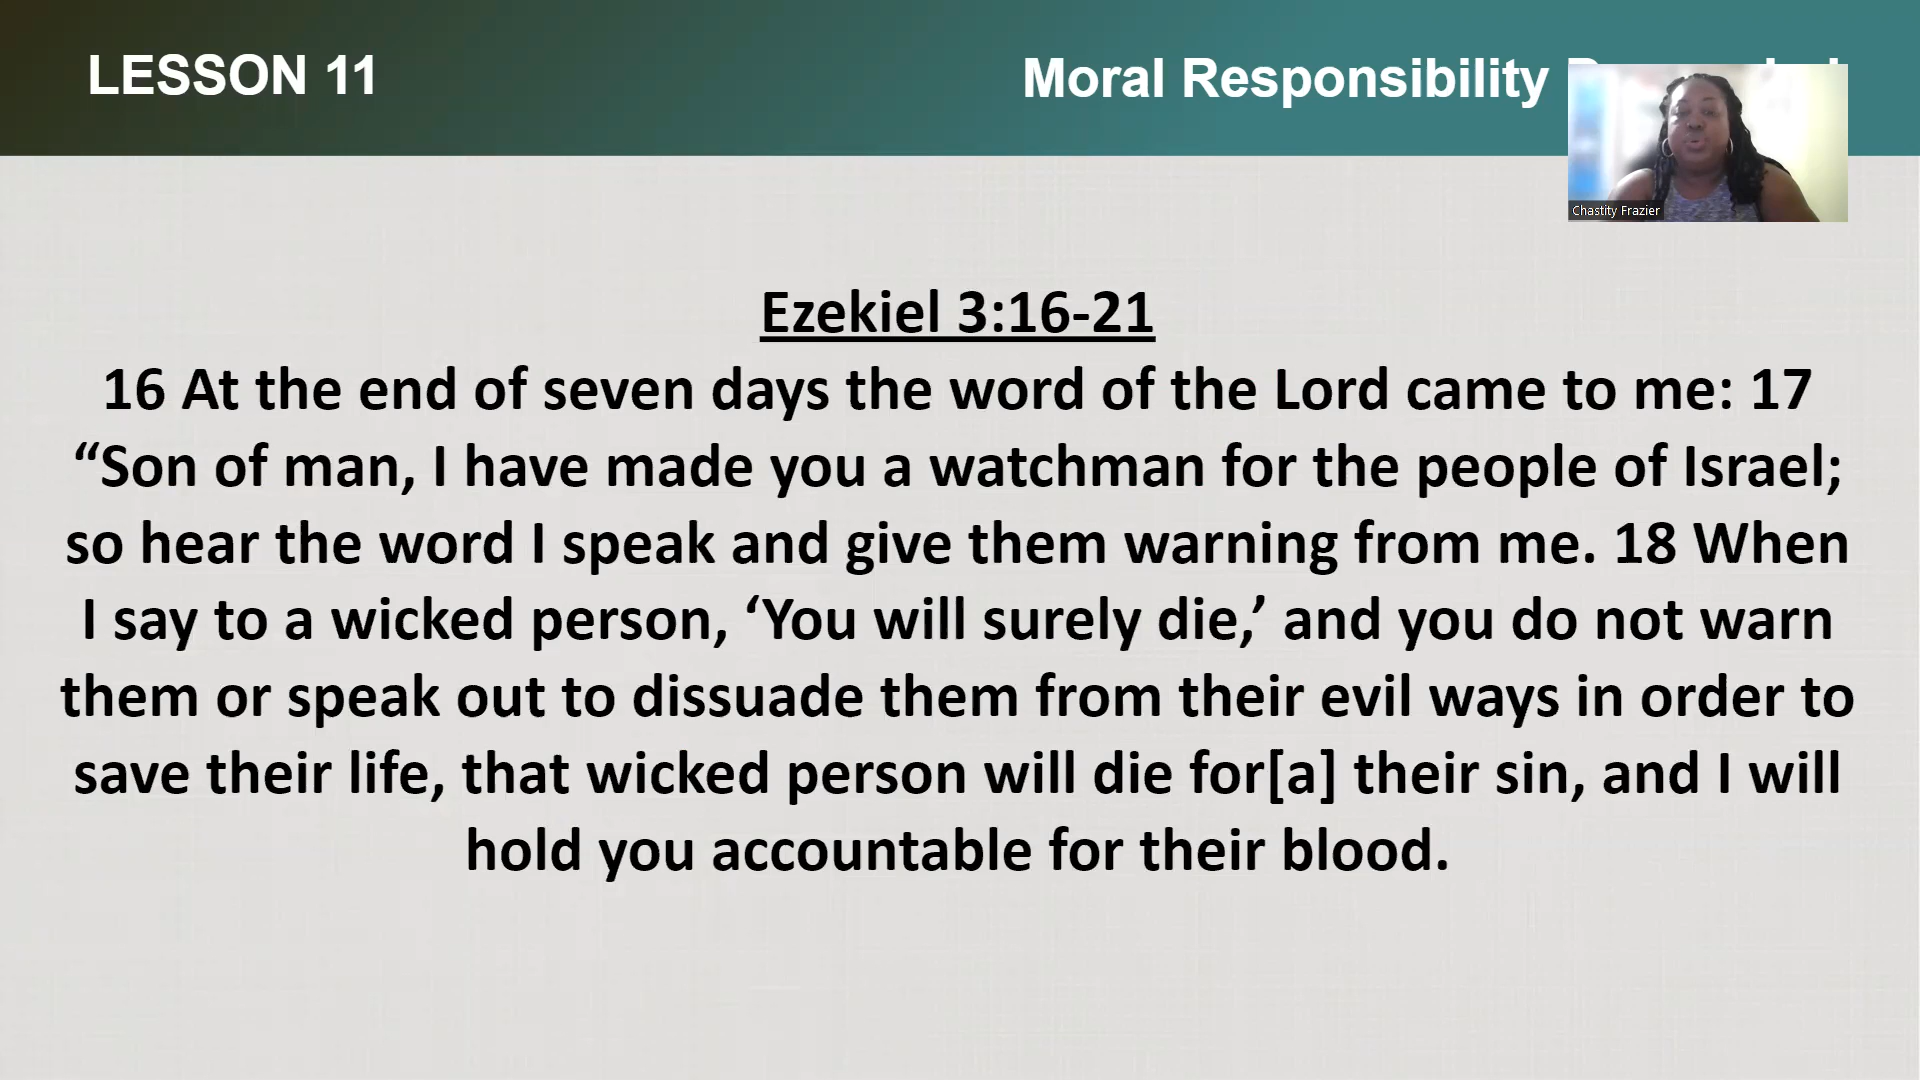 LESSON 11
Moral Responsibility
Chastity Frazier
Ezekiel 3:16-21
16 At the end of seven days the word of the Lord came to me: 17
“Son of man, I have made you a watchman for the people of Israel;
so hear the word I speak and give them warning from me. 18 When
I say to a wicked person, ‘You will surely die,’ and you do not warn
them or speak out to dissuade them from their evil ways in order to
save their life, that wicked person will die for[a] their sin, and I will
hold you accountable for their blood.